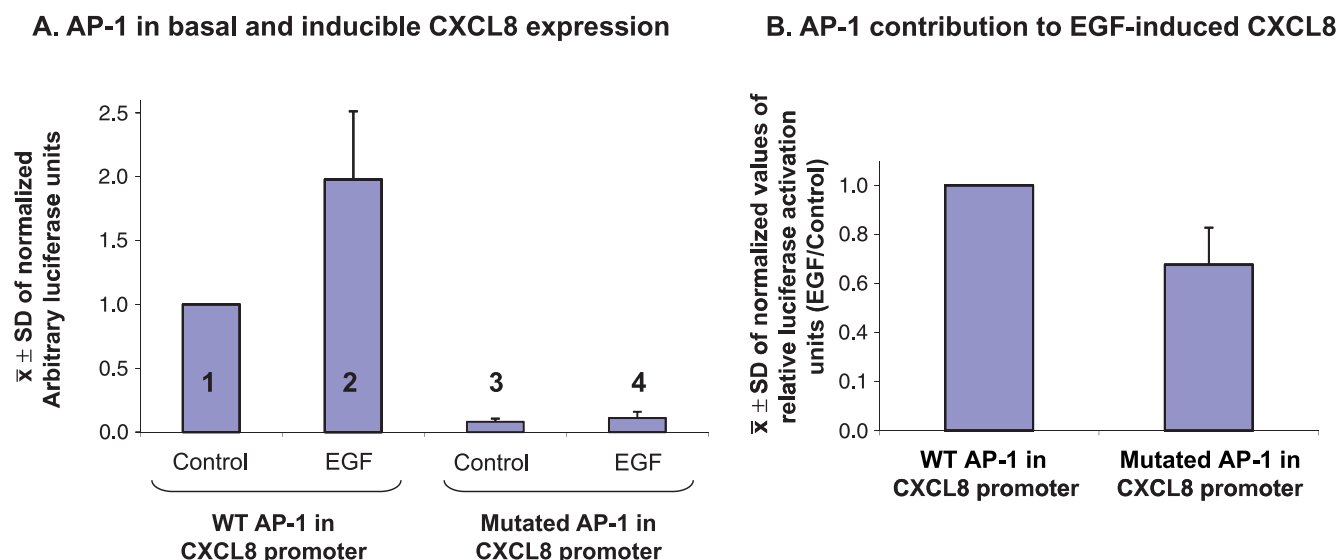 A. AP-1 in basal and inducible CXCL8 expression
x̄ ± SD of normalized
Arbitrary luciferase units
2.5
2.0
1.5
1.0
0.5
0.0
1
2
3
4
Control
EGF
Control
EGF
WT AP-1 in
CXCL8 promoter
Mutated AP-1 in
CXCL8 promoter
B. AP-1 contribution to EGF-induced CXCL8
x̄ ± SD of normalized values of
relative luciferase activation
units (EGF/Control)
1.0
0.8
0.6
0.4
0.1
0.0
WT AP-1 in
CXCL8 promoter
Mutated AP-1 in
CXCL8 promoter